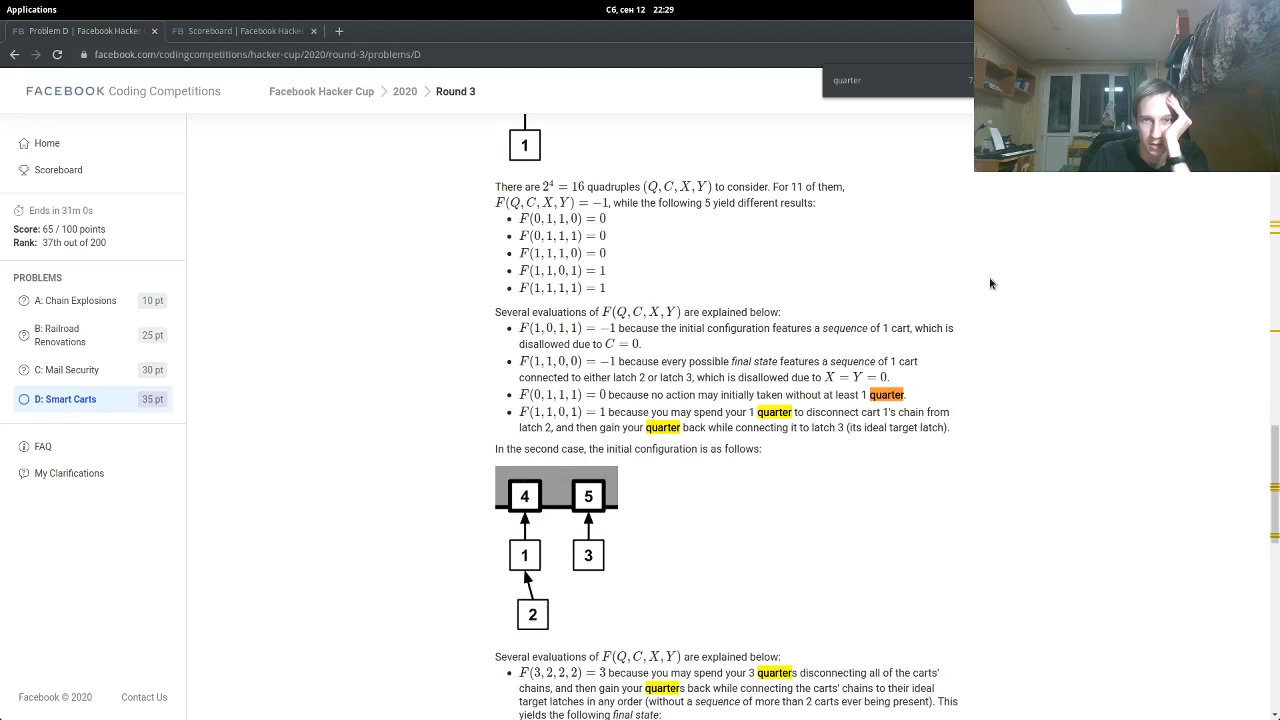 Applications
Сб, сен 12 22:29
Problem D | Facebook Hacker
Scoreboard | Facebook Hack
facebook.com/codingcompetitions/hacker-cup/2020/round-3/problems/D
quarter
7
FACEBOOK Coding Competitions
Facebook Hacker Cup
2020
Round 3
Home
Scoreboard
Ends in 31m 0s
Score: 65 / 100 points
Rank: 37th out of 200
PROBLEMS
A: Chain Explosions 10 pt
B: Railroad Renovations 25 pt
C: Mail Security 30 pt
D: Smart Carts 35 pt
FAQ
My Clarifications
Facebook © 2020
Contact Us
1
There are 2⁴ = 16 quadruples (Q, C, X, Y) to consider. For 11 of them,
F(Q, C, X, Y) = −1, while the following 5 yield different results:
• F(0, 1, 1, 0) = 0
• F(0, 1, 1, 1) = 0
• F(1, 1, 1, 0) = 0
• F(1, 1, 0, 1) = 1
• F(1, 1, 1, 1) = 1
Several evaluations of F(Q, C, X, Y) are explained below:
• F(1, 0, 1, 1) = −1 because the initial configuration features a sequence of 1 cart, which is
disallowed due to C = 0.
• F(1, 1, 0, 0) = −1 because every possible final state features a sequence of 1 cart
connected to either latch 2 or latch 3, which is disallowed due to X = Y = 0.
• F(0, 1, 1, 1) = 0 because no action may initially taken without at least 1 quarter.
• F(1, 1, 0, 1) = 1 because you may spend your 1 quarter to disconnect cart 1's chain from
latch 2, and then gain your quarter back while connecting it to latch 3 (its ideal target latch).
In the second case, the initial configuration is as follows:
4 5
1 3
2
Several evaluations of F(Q, C, X, Y) are explained below:
• F(3, 2, 2, 2) = 3 because you may spend your 3 quarters disconnecting all of the carts'
chains, and then gain your quarters back while connecting the carts' chains to their ideal
target latches in any order (without a sequence of more than 2 carts ever being present). This
yields the following final state: